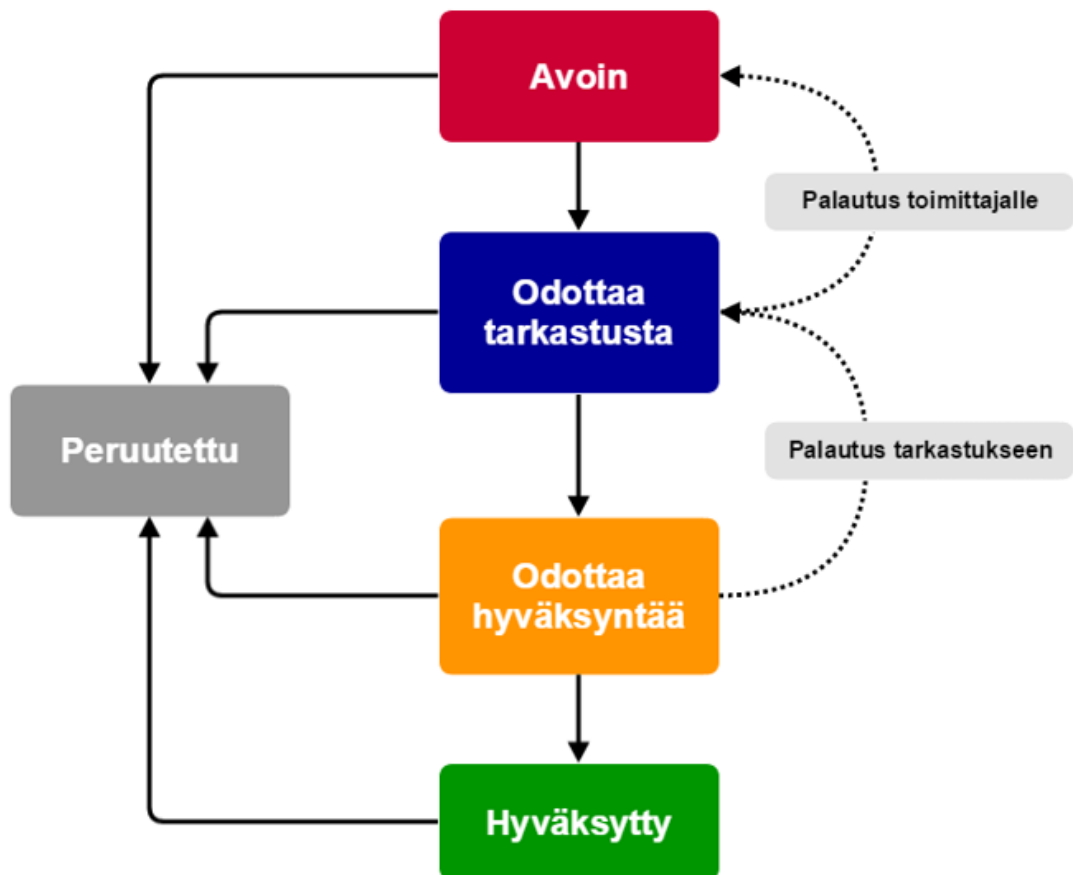 Avoin
Palautus toimittajalle
Odottaa
tarkastusta
Peruutettu
Palautus tarkastukseen
Odottaa
hyväksyntää
Hyväksytty